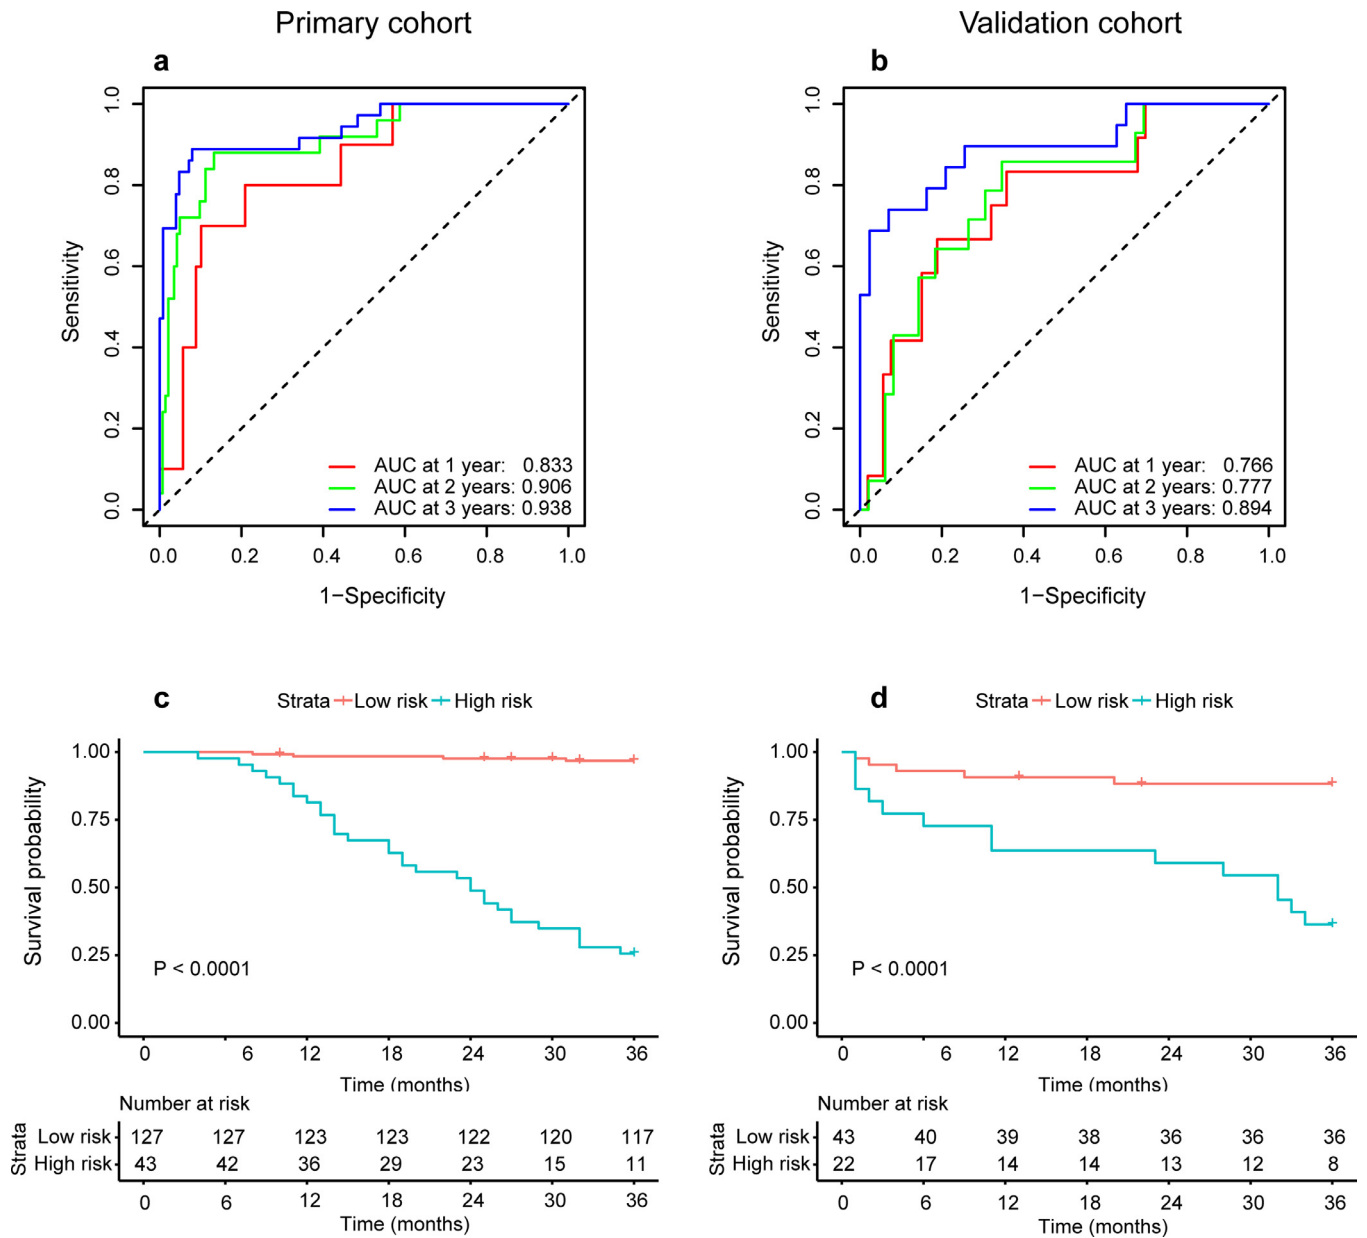 Primary cohort
Validation cohort
a
1.0
0.8
0.6
0.4
0.2
0.0
Sensitivity
AUC at 1 year: 0.833
AUC at 2 years: 0.906
AUC at 3 years: 0.938
0.0 0.2 0.4 0.6 0.8 1.0
1−Specificity
b
1.0
0.8
0.6
0.4
0.2
0.0
Sensitivity
AUC at 1 year: 0.766
AUC at 2 years: 0.777
AUC at 3 years: 0.894
0.0 0.2 0.4 0.6 0.8 1.0
1−Specificity
c
Strata Low risk High risk
1.00
0.75
0.50
0.25
0.00
Survival probability
P < 0.0001
0 6 12 18 24 30 36
Time (months)
Number at risk
Strata
Low risk 127 127 123 123 122 120 117
High risk 43 42 36 29 23 15 11
0 6 12 18 24 30 36
Time (months)
d
Strata Low risk High risk
1.00
0.75
0.50
0.25
0.00
Survival probability
P < 0.0001
0 6 12 18 24 30 36
Time (months)
Number at risk
Strata
Low risk 43 40 39 38 36 36 36
High risk 22 17 14 14 13 12 8
0 6 12 18 24 30 36
Time (months)